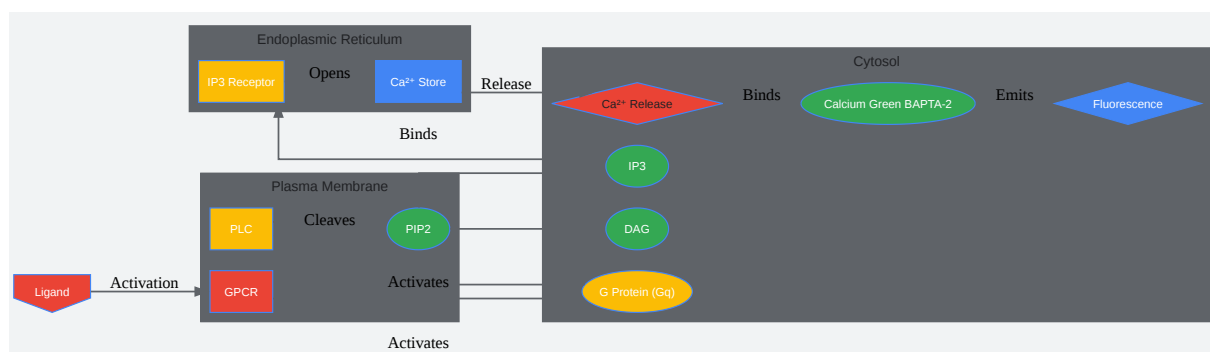 Endoplasmic Reticulum
IP3 Receptor
Opens
Ca²⁺ Store
Release
Cytosol
Ca²⁺ Release
Binds
Calcium Green BAPTA-2
Emits
Fluorescence
Binds
IP3
Plasma Membrane
PLC
Cleaves
PIP2
DAG
Ligand
Activation
GPCR
Activates
G Protein (Gq)
Activates